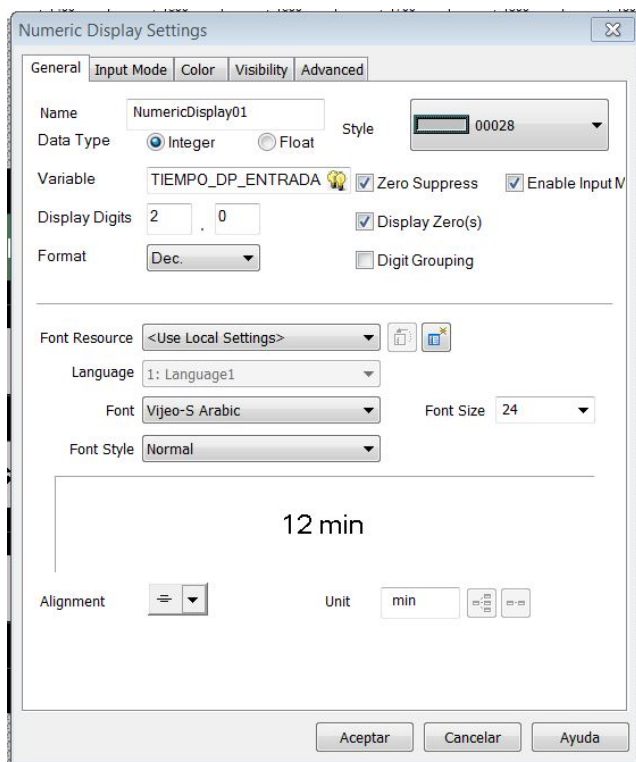 Numeric Display Settings
General Input Mode Color Visibility Advanced
Name NumericDisplay01 Style 00028
Data Type Integer Float
Variable TIEMPO_DP_ENTRADA Zero Suppress Enable Input M
Display Digits 2 . 0 Display Zero(s)
Format Dec. Digit Grouping
Font Resource <Use Local Settings>
Language 1: Language1
Font Vijeo-S Arabic Font Size 24
Font Style Normal
12 min
Alignment Unit min
Aceptar Cancelar Ayuda